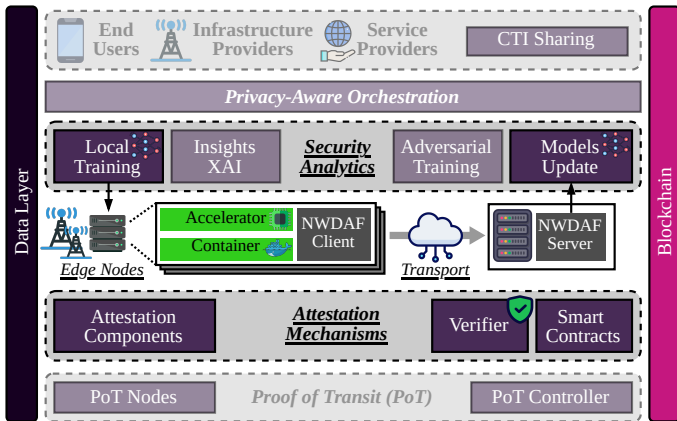 End
Users
Infrastructure
Providers
Service
Providers
CTI Sharing
Privacy-Aware Orchestration
Local
Training
Insights
XAI
Security
Analytics
Adversarial
Training
Models
Update
Data Layer
Blockchain
Edge Nodes
Accelerator
Container
NWDAF
Client
Transport
NWDAF
Server
Attestation
Components
Attestation
Mechanisms
Verifier
Smart
Contracts
PoT Nodes
Proof of Transit (PoT)
PoT Controller